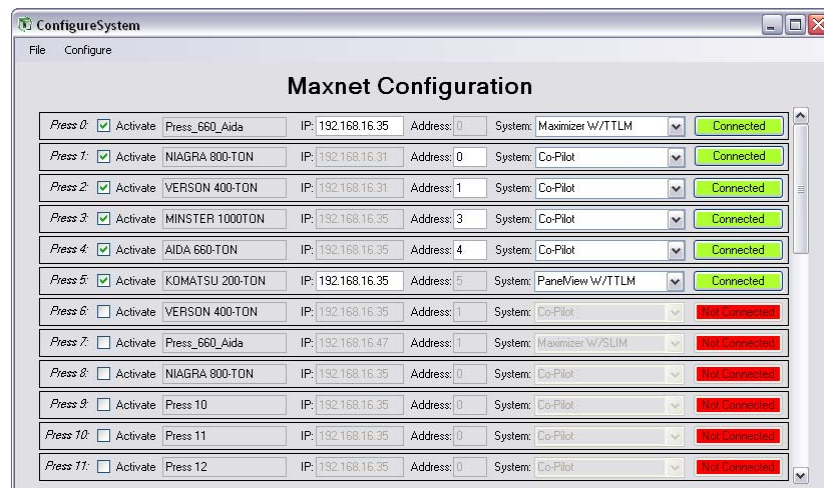 ConfigureSystem
File Configure
Maxnet Configuration
Press 0: Activate Press_660_Aida IP: 192.168.16.35 Address: 0 System: Maximizer W/TTLM Connected
Press 1: Activate NIAGRA 800-TON IP: 192.168.16.31 Address: 0 System: Co-Pilot Connected
Press 2: Activate VERSON 400-TON IP: 192.168.16.31 Address: 1 System: Co-Pilot Connected
Press 3: Activate MINSTER 1000TON IP: 192.168.16.35 Address: 3 System: Co-Pilot Connected
Press 4: Activate AIDA 660-TON IP: 192.168.16.35 Address: 4 System: Co-Pilot Connected
Press 5: Activate KOMATSU 200-TON IP: 192.168.16.35 Address: 5 System: PanelView W/TTLM Connected
Press 6: Activate VERSON 400-TON IP: 192.168.16.35 Address: 1 System: Co-Pilot Not Connected
Press 7: Activate Press_660_Aida IP: 192.168.16.47 Address: 1 System: Maximizer W/SLIM Not Connected
Press 8: Activate NIAGRA 800-TON IP: 192.168.16.35 Address: 0 System: Co-Pilot Not Connected
Press 9: Activate Press 10 IP: 192.168.16.35 Address: 0 System: Co-Pilot Not Connected
Press 10: Activate Press 11 IP: 192.168.16.35 Address: 0 System: Co-Pilot Not Connected
Press 11: Activate Press 12 IP: 192.168.16.35 Address: 0 System: Co-Pilot Not Connected